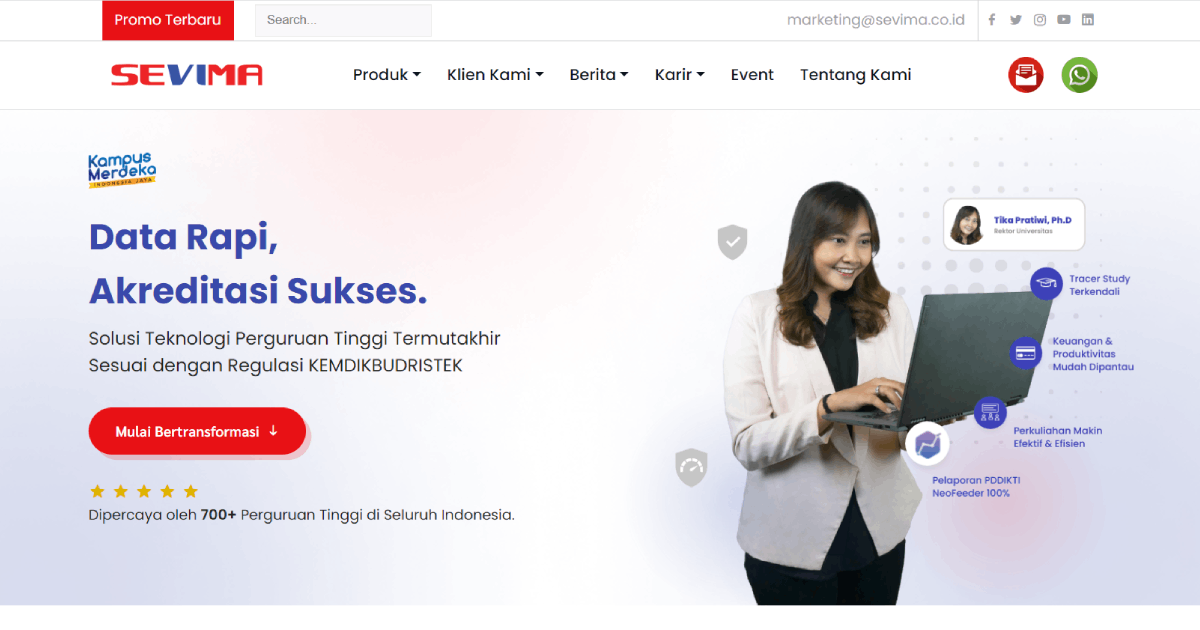 Promo Terbaru
Search...
marketing@sevima.co.id
SEVIMA
Produk
Klien Kami
Berita
Karir
Event
Tentang Kami
Kampus
Merdeka
INDONESIA JAYA
Data Rapi,
Akreditasi Sukses.
Solusi Teknologi Perguruan Tinggi Termutakhir
Sesuai dengan Regulasi KEMDIKBUDRISTEK
Mulai Bertransformasi ↓
Dipercaya oleh 700+ Perguruan Tinggi di Seluruh Indonesia.
Tika Pratiwi, Ph.D
Rektor Universitas
Tracer Study
Terkendali
Keuangan &
Produktivitas
Mudah Dipantau
Perkuliahan Makin
Efektif & Efisien
Pelaporan PDDIKTI
NeoFeeder 100%